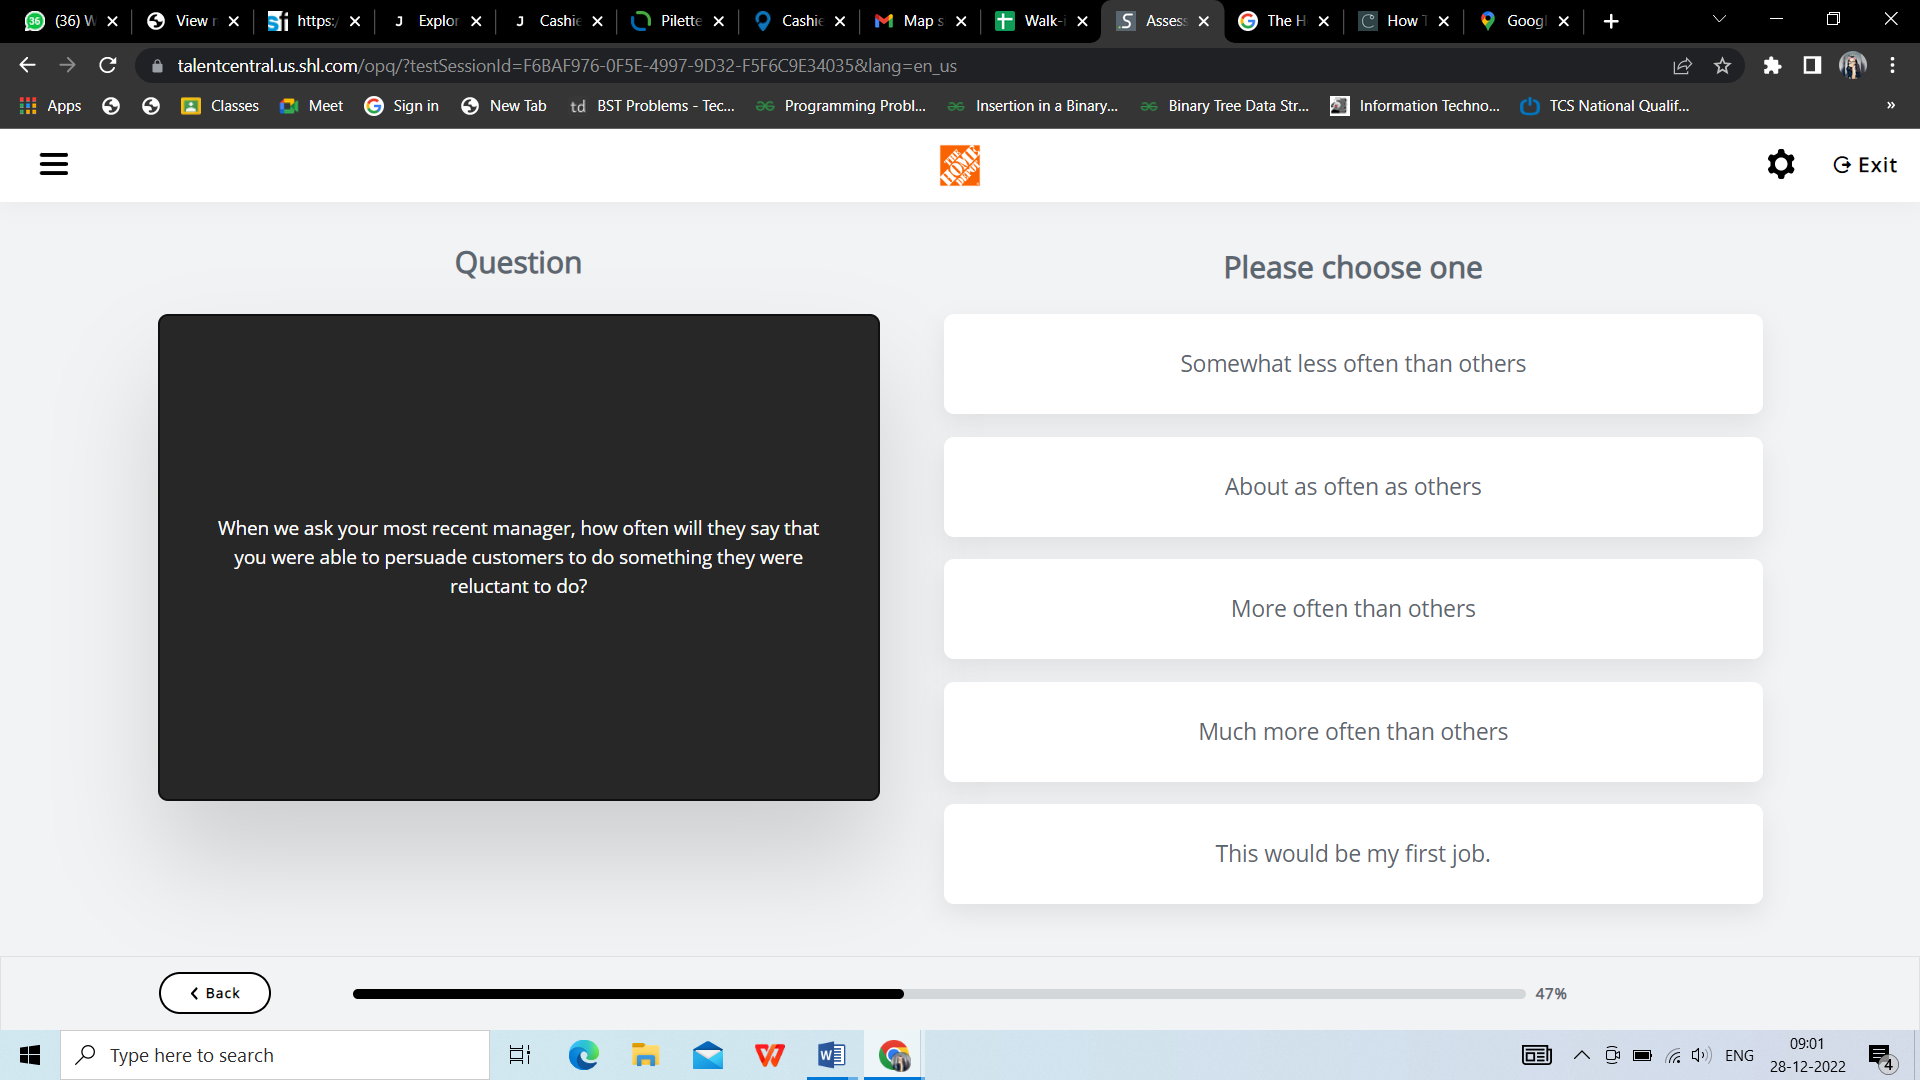 (36) W
View r
https:/
Explor
Cashie
Pilette
Cashie
Map s
Walk-i
Assess
The H
How T
Googl
talentcentral.us.shl.com/opq/?testSessionId=F6BAF976-0F5E-4997-9D32-F5F6C9E34035&lang=en_us
Apps
Classes
Meet
Sign in
New Tab
BST Problems - Tec...
Programming Probl...
Insertion in a Binary...
Binary Tree Data Str...
Information Techno...
TCS National Qualif...
»
THE HOME DEPOT
Exit
Question
Please choose one
When we ask your most recent manager, how often will they say that
you were able to persuade customers to do something they were
reluctant to do?
Somewhat less often than others
About as often as others
More often than others
Much more often than others
This would be my first job.
Back
47%
Type here to search
ENG
09:01
28-12-2022
4